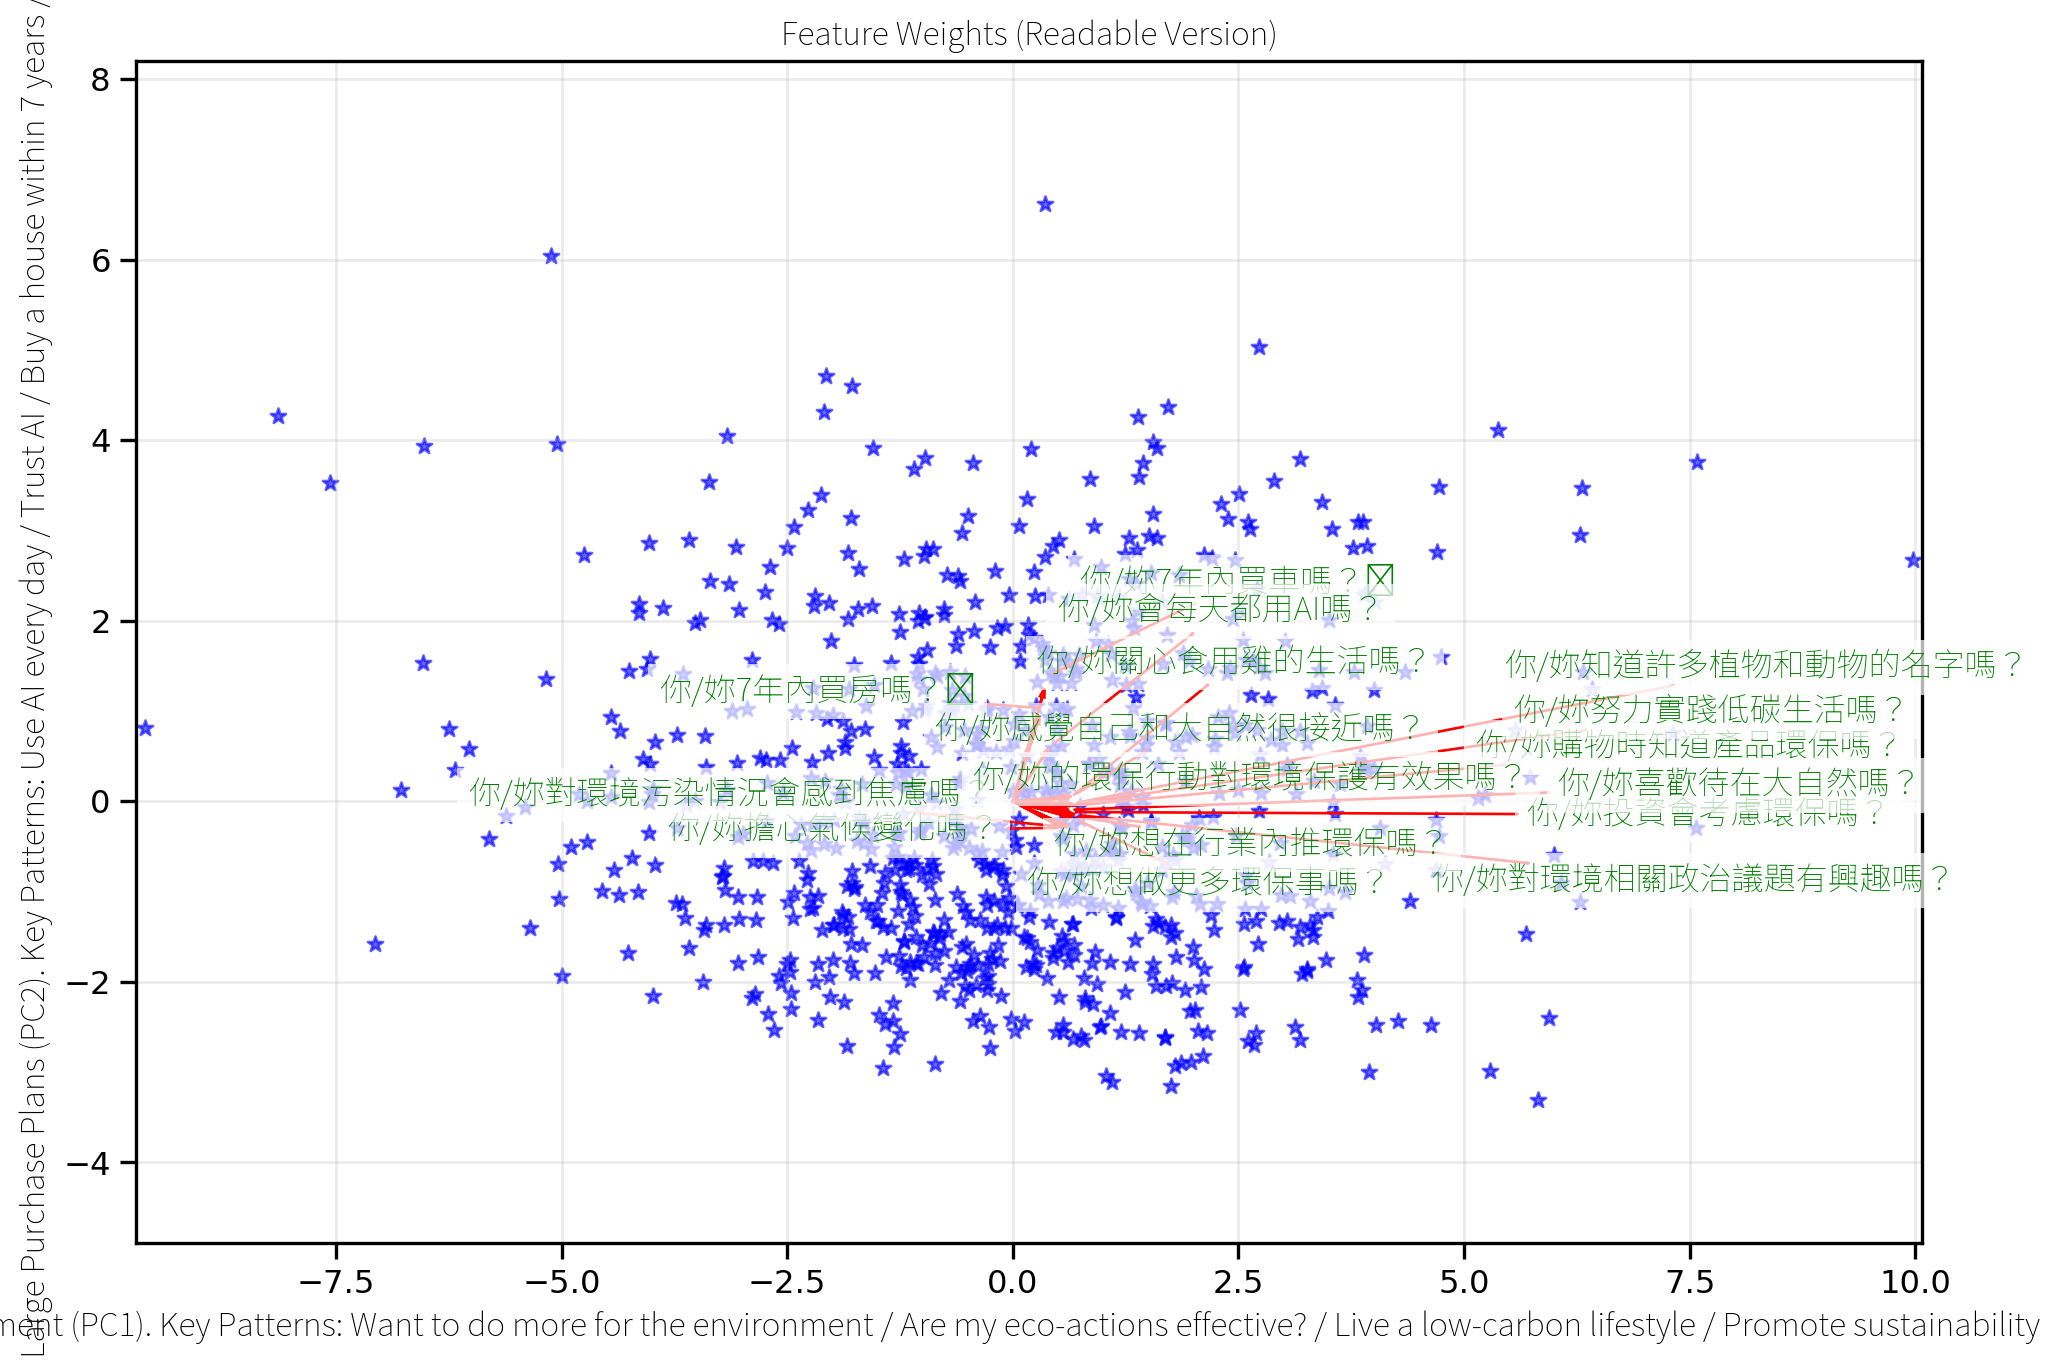 Feature Weights (Readable Version)
Large Purchase Plans (PC2). Key Patterns: Use AI every day / Trust AI / Buy a house within 7 years /
8
6
4
2
0
−2
−4
你/妳7年內買車嗎？
你/妳會每天都用AI嗎？
你/妳關心食用雞的生活嗎？
你/妳知道許多植物和動物的名字嗎？
你/妳7年內買房嗎？
你/妳努力實踐低碳生活嗎？
你/妳感覺自己和大自然很接近嗎？
你/妳購物時知道產品環保嗎？
你/妳的環保行動對環境保護有效果嗎？
你/妳喜歡待在大自然嗎？
你/妳對環境污染情況會感到焦慮嗎
你/妳投資會考慮環保嗎？
你/妳擔心氣候變化嗎？
你/妳想在行業內推環保嗎？
你/妳想做更多環保事嗎？
你/妳對環境相關政治議題有興趣嗎？
−7.5 −5.0 −2.5 0.0 2.5 5.0 7.5 10.0
(PC1). Key Patterns: Want to do more for the environment / Are my eco-actions effective? / Live a low-carbon lifestyle / Promote sustainability